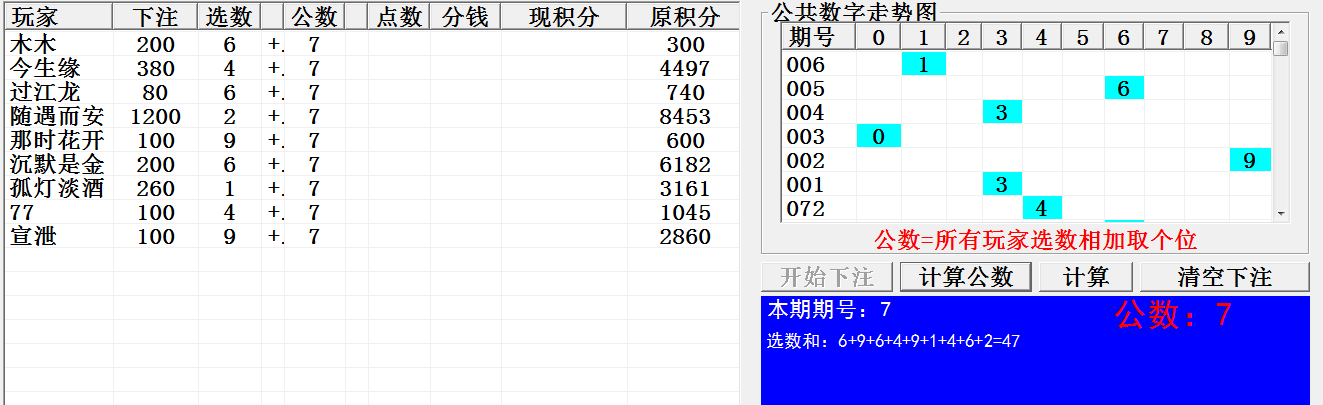 玩家 下注 选数 公数 点数 分钱 现积分 原积分
木木 200 6 +. 7 300
今生缘 380 4 +. 7 4497
过江龙 80 6 +. 7 740
随遇而安 1200 2 +. 7 8453
那时花开 100 9 +. 7 600
沉默是金 200 6 +. 7 6182
孤灯淡酒 260 1 +. 7 3161
77 100 4 +. 7 1045
宣泄 100 9 +. 7 2860
公共数字走势图
期号 0 1 2 3 4 5 6 7 8 9
006 1
005 6
004 3
003 0
002 9
001 3
072 4
公数=所有玩家选数相加取个位
开始下注 计算公数 计算 清空下注
本期期号：7 公数：7
选数和：6+9+6+4+9+1+4+6+2=47